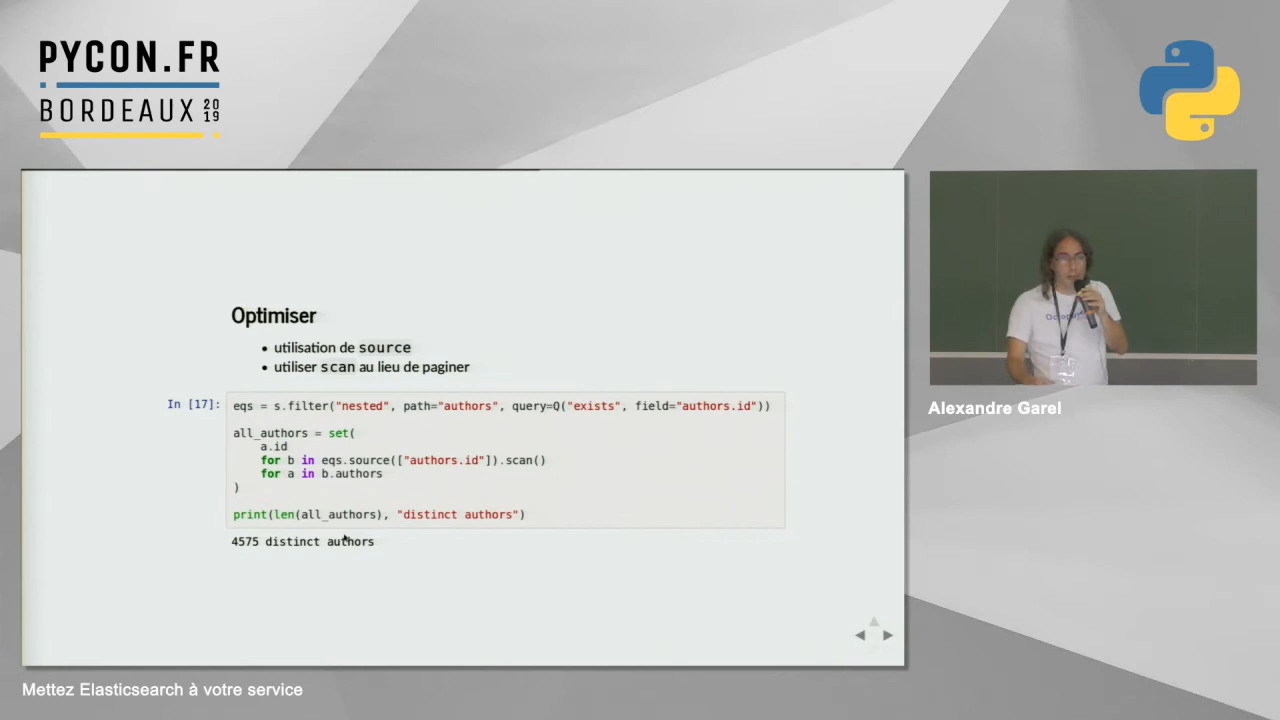 PYCON.FR
BORDEAUX 2019
Optimiser
• utilisation de source
• utiliser scan au lieu de paginer
In [17]:
eqs = s.filter("nested", path="authors", query=Q("exists", field="authors.id"))
all_authors = set(
a.id
for b in eqs.source(["authors.id"]).scan()
for a in b.authors
)
print(len(all_authors), "distinct authors")
4575 distinct authors
Alexandre Garel
Mettez Elasticsearch à votre service